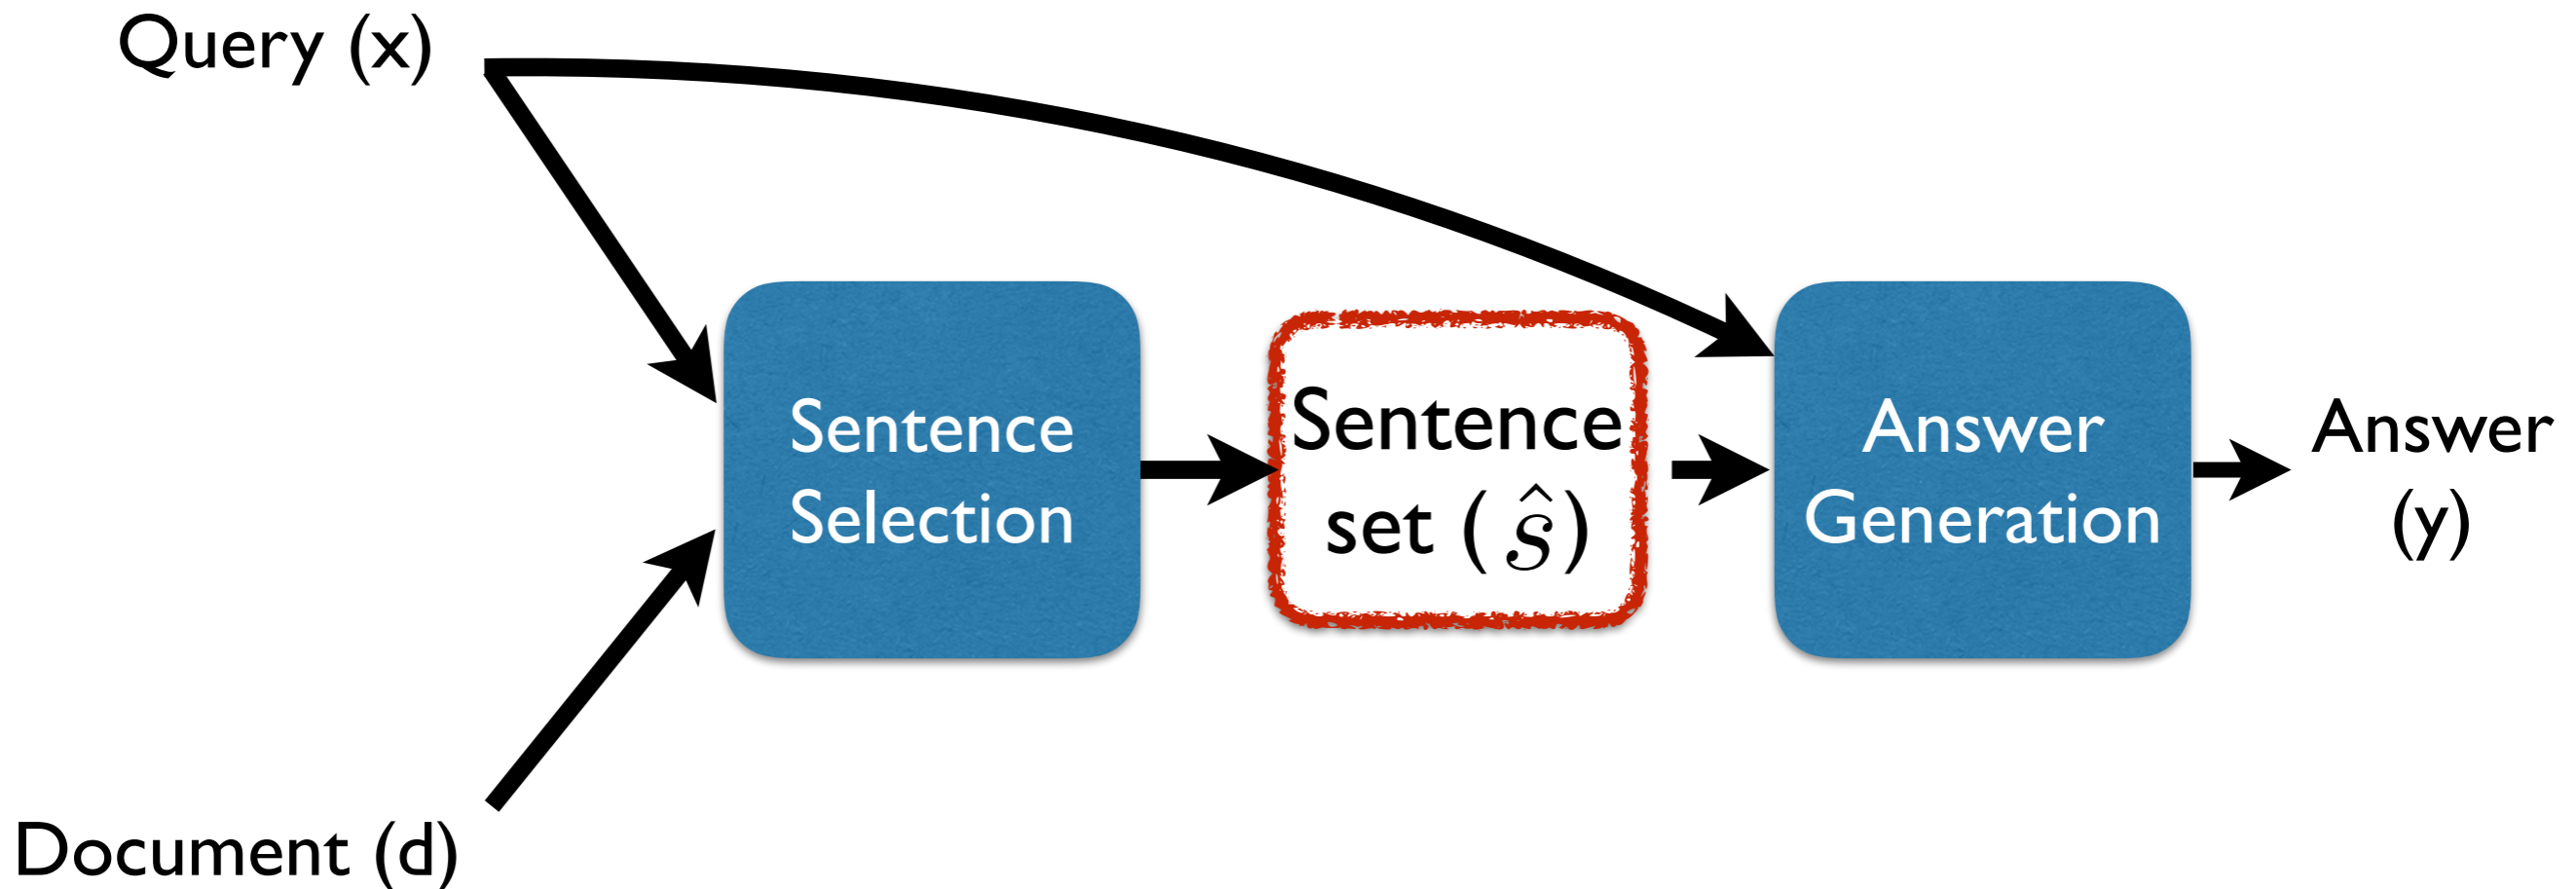 Query (x)
Sentence
Selection
Sentence
set ( ŝ )
Answer
Generation
Answer
(y)
Document (d)